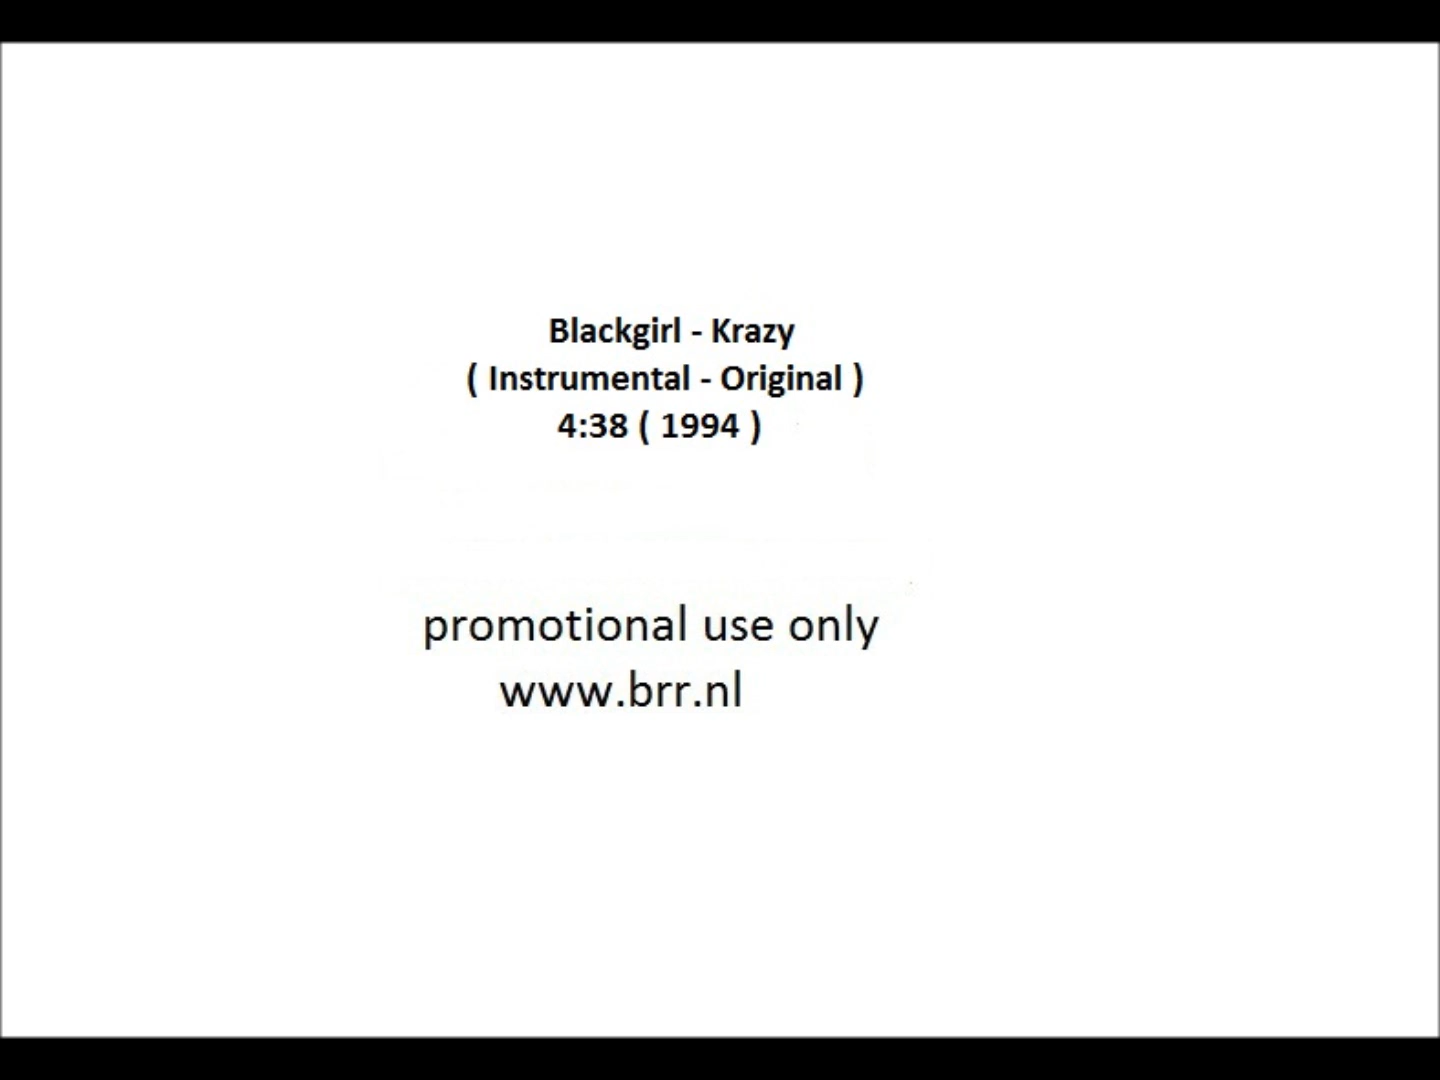 Blackgirl - Krazy
( Instrumental - Original )
4:38 ( 1994 )
promotional use only
www.brr.nl